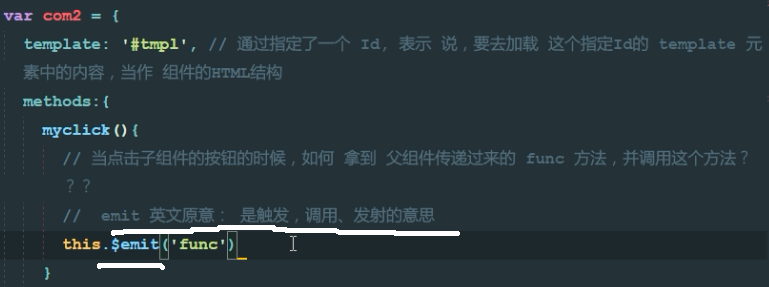 var com2 = {
template: '#tmpl', // 通过指定了一个 Id, 表示 说,要去加载 这个指定Id的 template 元
素中的内容,当作 组件的HTML结构
methods:{
myclick(){
// 当点击子组件的按钮的时候,如何 拿到 父组件传递过来的 func 方法,并调用这个方法?
??
// emit 英文原意: 是触发,调用、发射的意思
this.$emit('func')
}